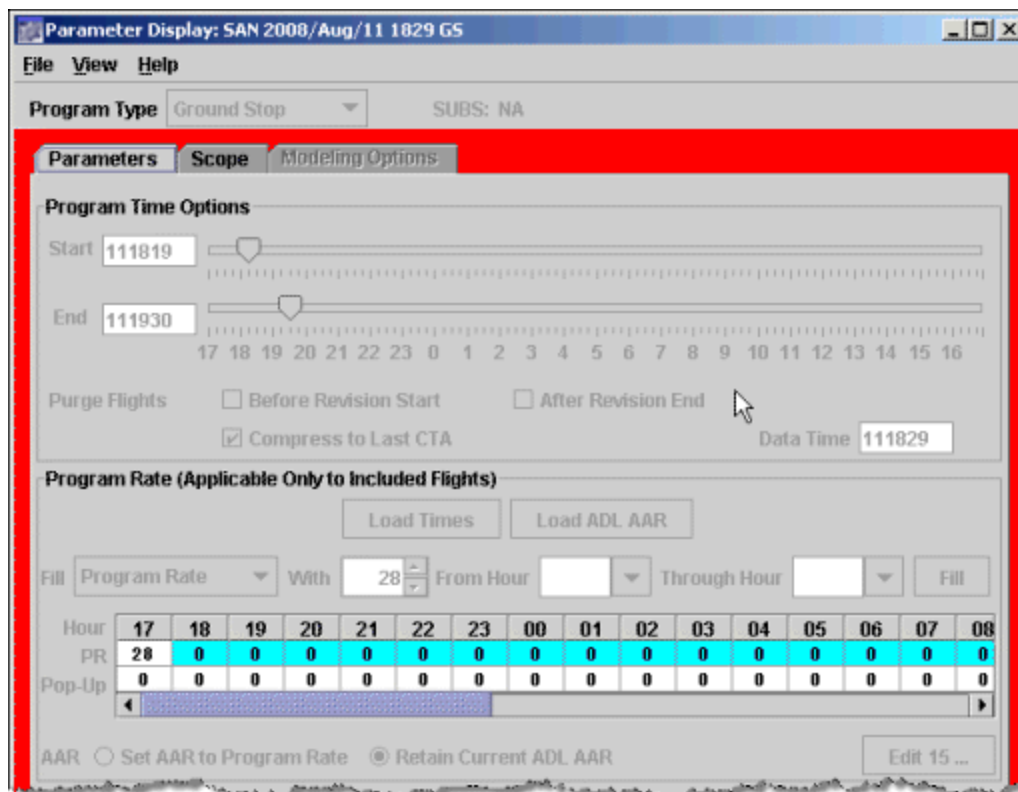 Parameter Display: SAN 2008/Aug/11 1829 GS
File View Help
Program Type Ground Stop SUBS: NA
Parameters Scope Modeling Options
Program Time Options
Start 111819
End 111930
17 18 19 20 21 22 23 0 1 2 3 4 5 6 7 8 9 10 11 12 13 14 15 16
Purge Flights Before Revision Start After Revision End
Compress to Last CTA Data Time 111829
Program Rate (Applicable Only to Included Flights)
Load Times Load ADL AAR
Fill Program Rate With 28 From Hour Through Hour Fill
Hour 17 18 19 20 21 22 23 00 01 02 03 04 05 06 07 08
PR 28 0 0 0 0 0 0 0 0 0 0 0 0 0 0 0
Pop-Up 0 0 0 0 0 0 0 0 0 0 0 0 0 0 0 0
AAR Set AAR to Program Rate Retain Current ADL AAR Edit 15 ...